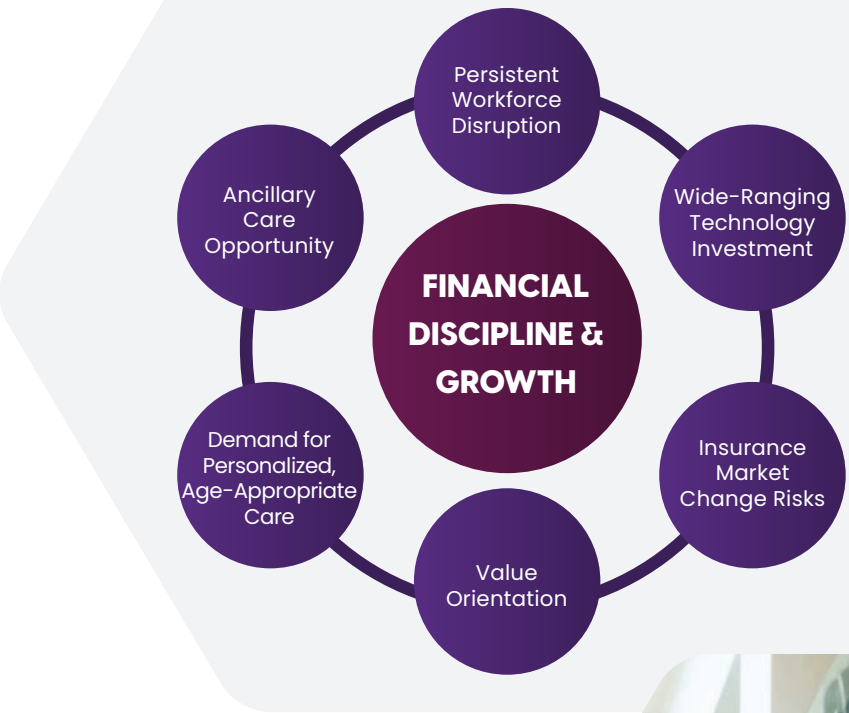 Persistent
Workforce
Disruption
Wide-Ranging
Technology
Investment
Insurance
Market
Change Risks
Value
Orientation
Demand for
Personalized,
Age-Appropriate
Care
Ancillary
Care
Opportunity
FINANCIAL
DISCIPLINE &
GROWTH